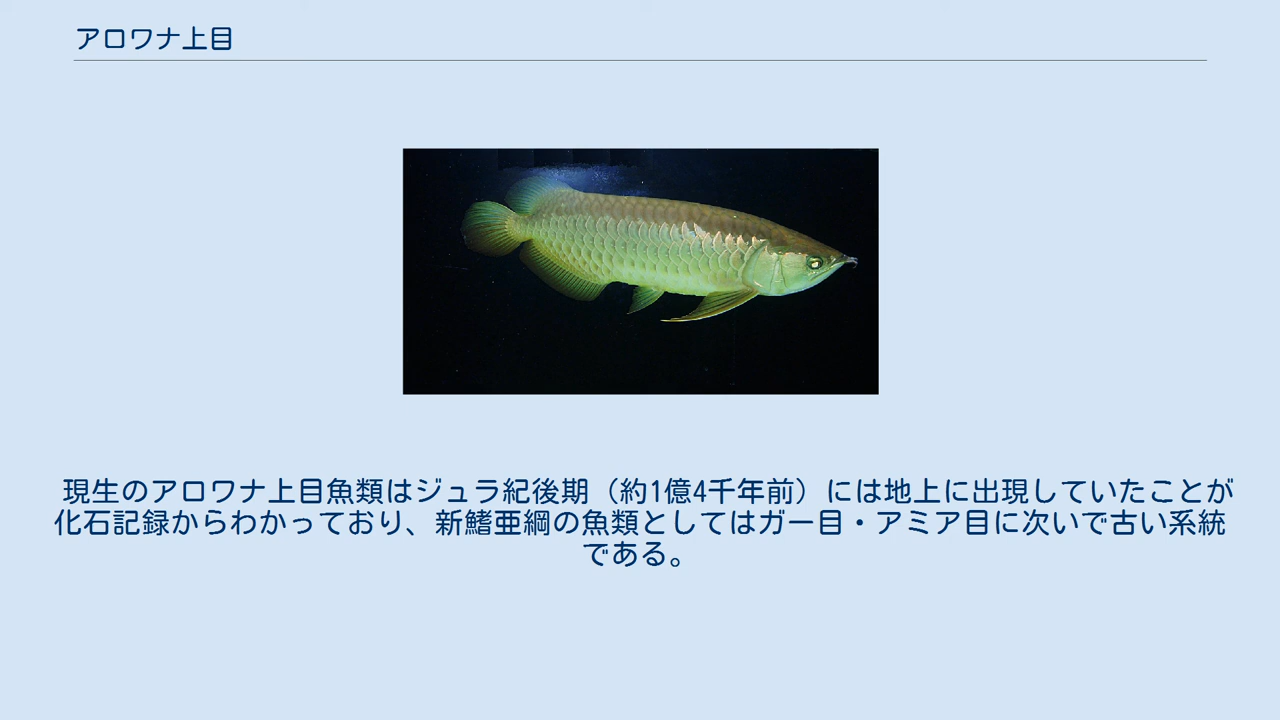 アロワナ上目
現生のアロワナ上目魚類はジュラ紀後期（約1億4千年前）には地上に出現していたことが
化石記録からわかっており、新鰭亜綱の魚類としてはガー目・アミア目に次いで古い系統
である。